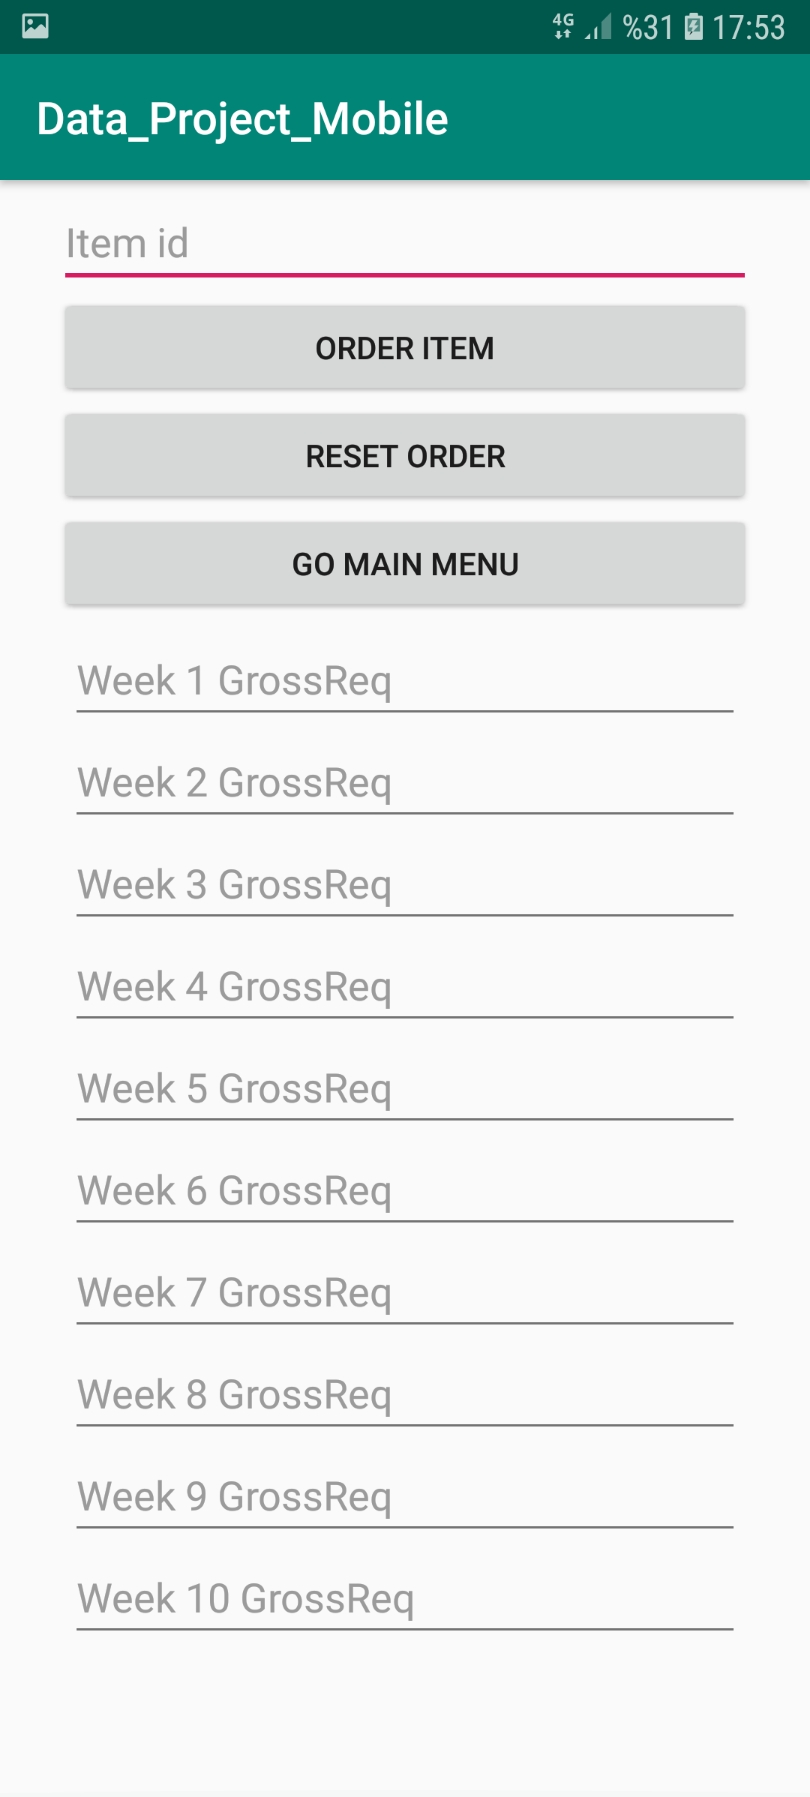 4G %31 17:53
Data_Project_Mobile
Item id
ORDER ITEM
RESET ORDER
GO MAIN MENU
Week 1 GrossReq
Week 2 GrossReq
Week 3 GrossReq
Week 4 GrossReq
Week 5 GrossReq
Week 6 GrossReq
Week 7 GrossReq
Week 8 GrossReq
Week 9 GrossReq
Week 10 GrossReq